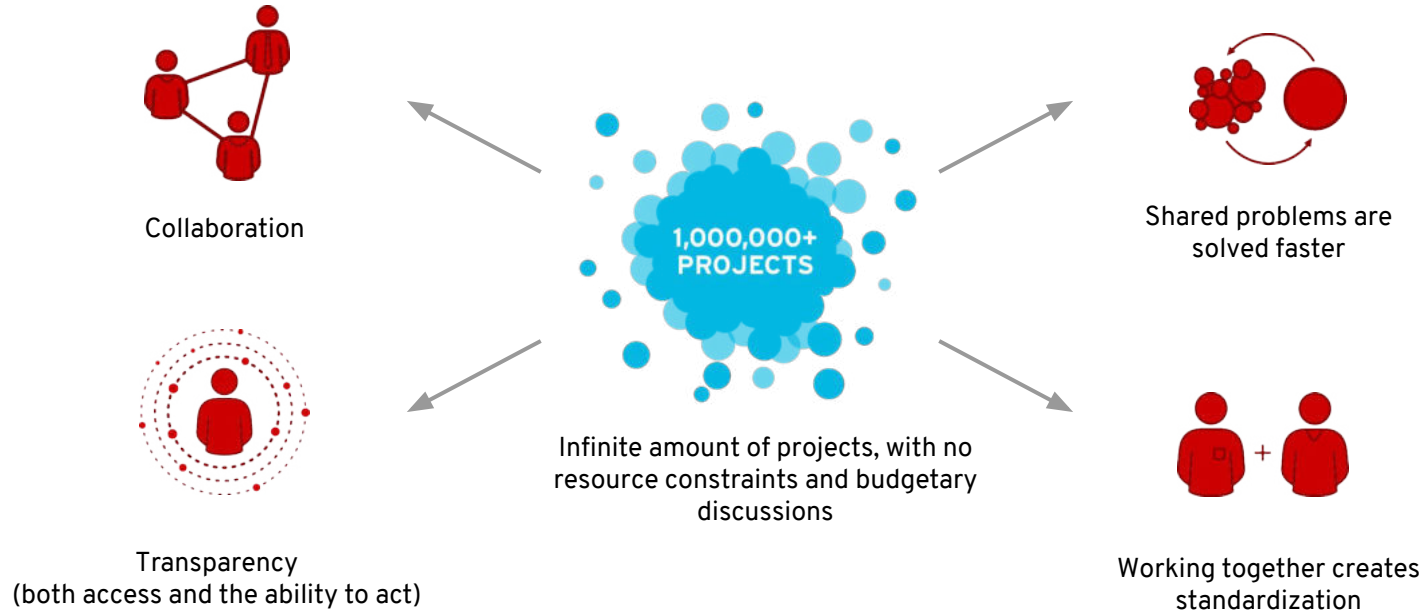 Collaboration
1,000,000+
PROJECTS
Shared problems are
solved faster
Infinite amount of projects, with no
resource constraints and budgetary
discussions
Transparency
(both access and the ability to act)
+
Working together creates
standardization